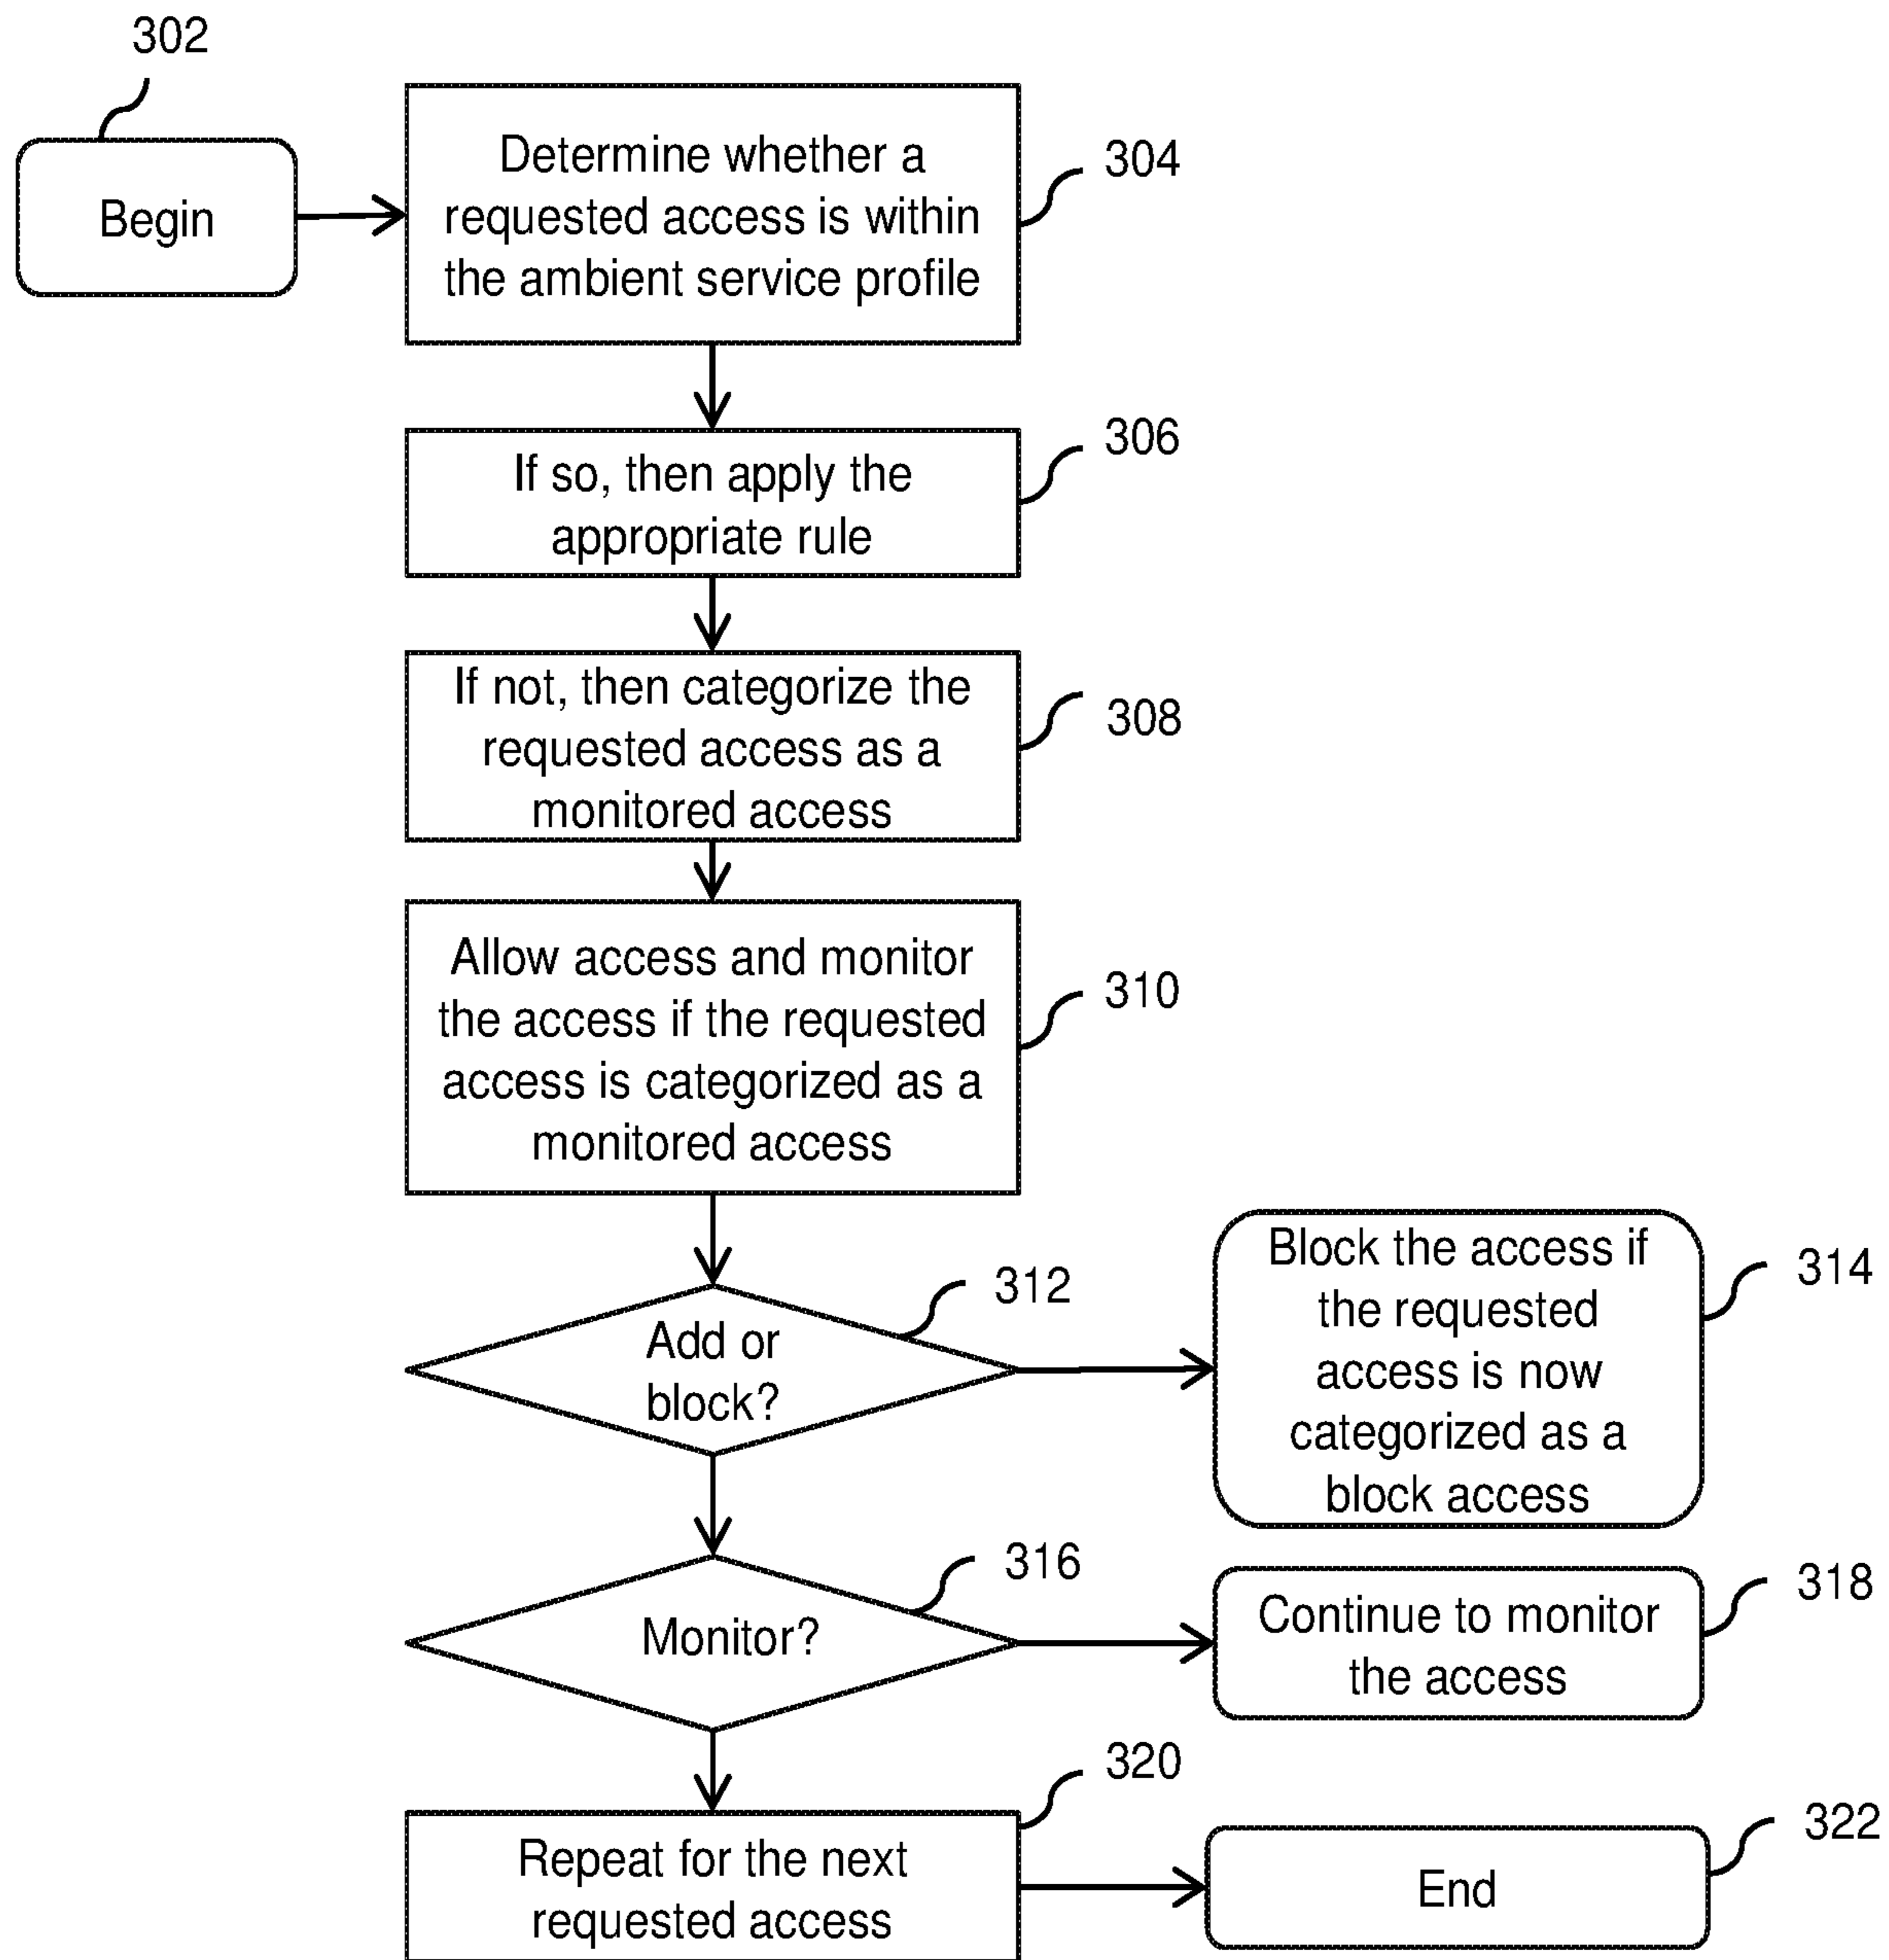 302
Begin
Determine whether a
requested access is within
the ambient service profile
304
If so, then apply the
appropriate rule
306
If not, then categorize the
requested access as a
monitored access
308
Allow access and monitor
the access if the requested
access is categorized as a
monitored access
310
Add or
block?
312
Block the access if
the requested
access is now
categorized as a
block access
314
Monitor?
316
Continue to monitor
the access
318
Repeat for the next
requested access
320
End
322